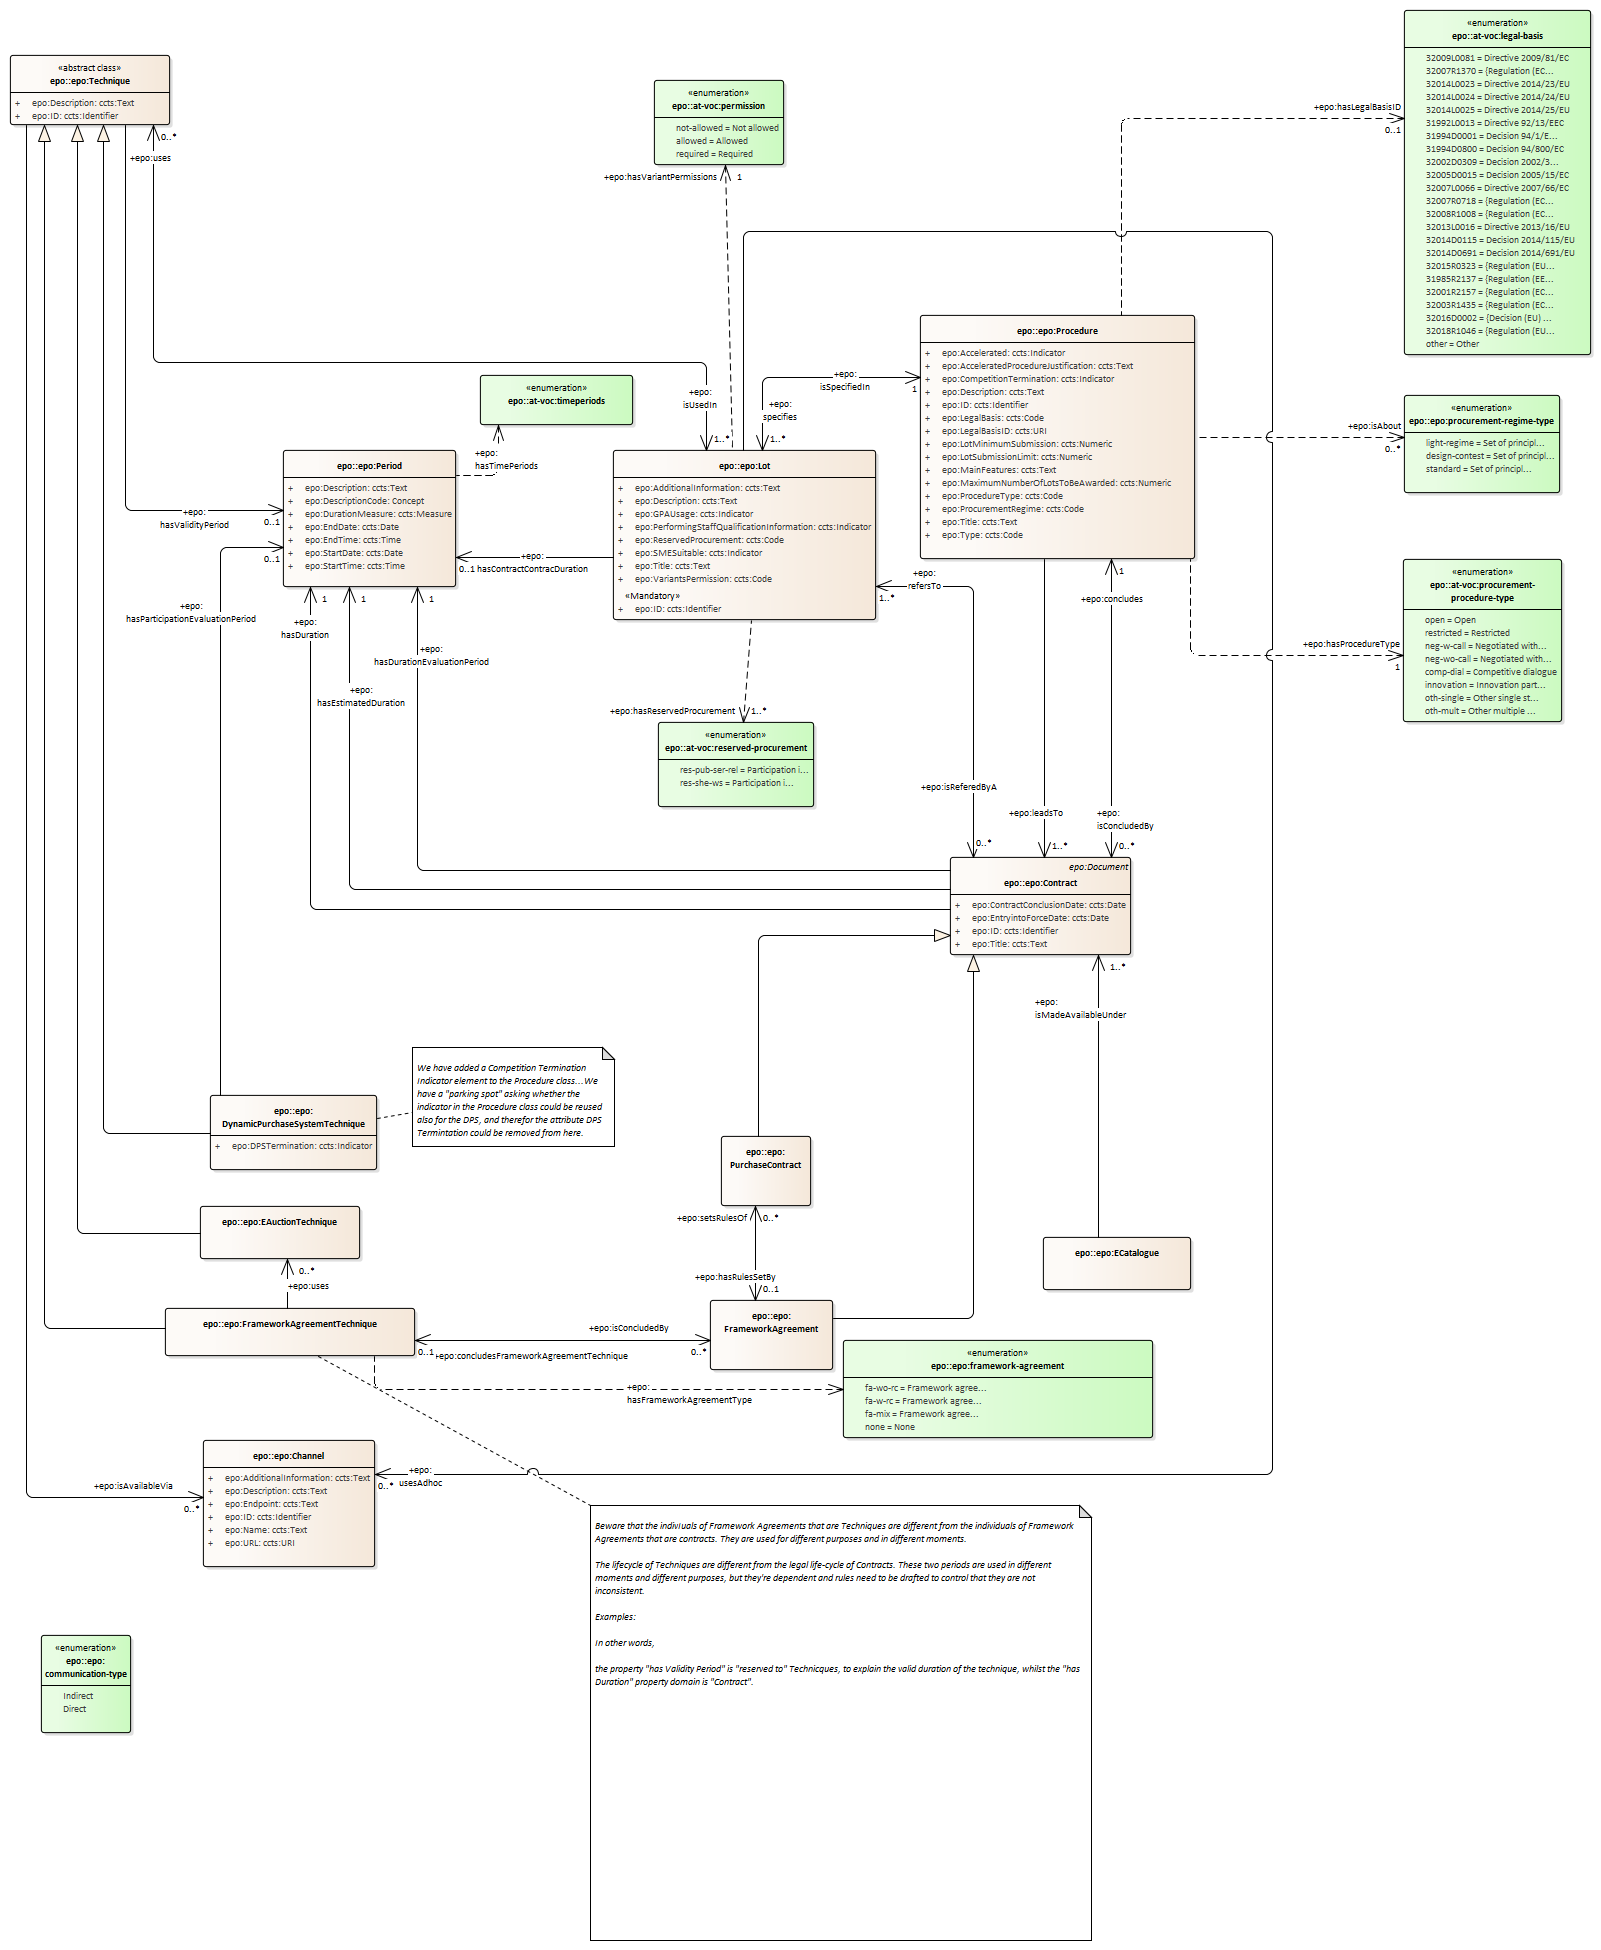 «abstract class»
epo::epo:Technique
+ epo:Description: ccts:Text
+ epo:ID: ccts:Identifier
0..*
+epo:uses
«enumeration»
epo::at-voc:permission
not-allowed = Not allowed
allowed = Allowed
required = Required
+epo:hasVariantPermissions
1
«enumeration»
epo::at-voc:legal-basis
32009L0081 = Directive 2009/81/EC
32007R1370 = {Regulation (EC...
32014L0023 = Directive 2014/23/EU
32014L0024 = Directive 2014/24/EU
32014L0025 = Directive 2014/25/EU
31992L0013 = Directive 92/13/EEC
31994D0001 = Decision 94/1/E...
31994D0800 = Decision 94/800/EC
32002D0309 = Decision 2002/3...
32005D0015 = Decision 2005/15/EC
32007L0066 = Directive 2007/66/EC
32007R0718 = {Regulation (EC...
32008R1008 = {Regulation (EC...
32013L0016 = Directive 2013/16/EU
32014D0115 = Decision 2014/115/EU
32014D0691 = Decision 2014/691/EU
32015R0323 = {Regulation (EU...
31985R2137 = {Regulation (EE...
32001R2157 = {Regulation (EC...
32003R1435 = {Regulation (EC...
32016D0002 = {Decision (EU) ...
32018R1046 = {Regulation (EU...
other = Other
+epo:hasLegalBasisID
0..1
epo::epo:Procedure
+ epo:Accelerated: ccts:Indicator
+ epo:AcceleratedProcedureJustification: ccts:Text
+ epo:CompetitionTermination: ccts:Indicator
+ epo:Description: ccts:Text
+ epo:ID: ccts:Identifier
+ epo:LegalBasis: ccts:Code
+ epo:LegalBasisID: ccts:URI
+ epo:LotMinimumSubmission: ccts:Numeric
+ epo:LotSubmissionLimit: ccts:Numeric
+ epo:MainFeatures: ccts:Text
+ epo:MaximumNumberOfLotsToBeAwarded: ccts:Numeric
+ epo:ProcedureType: ccts:Code
+ epo:ProcurementRegime: ccts:Code
+ epo:Title: ccts:Text
+ epo:Type: ccts:Code
+epo:
isSpecifiedIn
1
+epo:
specifies
1..*
+epo:
isUsedIn
1..*
«enumeration»
epo::at-voc:timeperiods
+epo:
hasTimePeriods
«enumeration»
epo::epo:procurement-regime-type
light-regime = Set of principl...
design-contest = Set of principl...
standard = Set of principl...
+epo:isAbout
0..*
epo::epo:Period
+ epo:Description: ccts:Text
+ epo:DescriptionCode: Concept
+ epo:DurationMeasure: ccts:Measure
+ epo:EndDate: ccts:Date
+ epo:EndTime: ccts:Time
+ epo:StartDate: ccts:Date
+ epo:StartTime: ccts:Time
+epo:
hasValidityPeriod
0..1
0..1
epo::epo:Lot
+ epo:AdditionalInformation: ccts:Text
+ epo:Description: ccts:Text
+ epo:GPAUsage: ccts:Indicator
+ epo:PerformingStaffQualificationInformation: ccts:Indicator
+ epo:ReservedProcurement: ccts:Code
+ epo:SMESuitable: ccts:Indicator
+ epo:Title: ccts:Text
+ epo:VariantsPermission: ccts:Code
«Mandatory»
+ epo:ID: ccts:Identifier
+epo:
0..1 hasContractContracDuration
+epo:
refersTo
1..*
1
+epo:concludes
«enumeration»
epo::at-voc:procurement-
procedure-type
open = Open
restricted = Restricted
neg-w-call = Negotiated with...
neg-wo-call = Negotiated with...
comp-dial = Competitive dialogue
innovation = Innovation part...
oth-single = Other single st...
oth-mult = Other multiple ...
+epo:hasProcedureType
1
+epo:
hasParticipationEvaluationPeriod
1
+epo:
hasDuration
1
+epo:
hasEstimatedDuration
1
+epo:
hasDurationEvaluationPeriod
+epo:hasReservedProcurement
1..*
«enumeration»
epo::at-voc:reserved-procurement
res-pub-ser-rel = Participation i...
res-she-ws = Participation i...
+epo:isReferedByA
0..*
+epo:leadsTo
1..*
+epo:
isConcludedBy
0..*
epo:Document
epo::epo:Contract
+ epo:ContractConclusionDate: ccts:Date
+ epo:EntryintoForceDate: ccts:Date
+ epo:ID: ccts:Identifier
+ epo:Title: ccts:Text
1..*
+epo:
isMadeAvailableUnder
We have added a Competition Termination
Indicator element to the Procedure class...We
have a "parking spot" asking whether the
indicator in the Procedure class could be reused
also for the DPS, and therefor the attribute DPS
Termintation could be removed from here.
epo::epo:
DynamicPurchaseSystemTechnique
+ epo:DPSTermination: ccts:Indicator
epo::epo:
PurchaseContract
+epo:setsRulesOf
0..*
+epo:hasRulesSetBy
0..1
epo::epo:EAuctionTechnique
0..*
+epo:uses
epo::epo:ECatalogue
epo::epo:FrameworkAgreementTechnique
epo::epo:
FrameworkAgreement
+epo:isConcludedBy
0..*
0..1
+epo:concludesFrameworkAgreementTechnique
+epo:
hasFrameworkAgreementType
«enumeration»
epo::epo:framework-agreement
fa-wo-rc = Framework agree...
fa-w-rc = Framework agree...
fa-mix = Framework agree...
none = None
epo::epo:Channel
+ epo:AdditionalInformation: ccts:Text
+ epo:Description: ccts:Text
+ epo:Endpoint: ccts:Text
+ epo:ID: ccts:Identifier
+ epo:Name: ccts:Text
+ epo:URL: ccts:URI
+epo:isAvailableVia
0..*
+epo:
0..* usesAdhoc
Beware that the indiviıuals of Framework Agreements that are Techniques are different from the individuals of Framework
Agreements that are contracts. They are used for different purposes and in different moments.
The lifecycle of Techniques are different from the legal life-cycle of Contracts. These two periods are used in different
moments and different purposes, but they're dependent and rules need to be drafted to control that they are not
inconsistent.
Examples:
In other words,
the property "has Validity Period" is "reserved to" Technicques, to explain the valid duration of the technique, whilst the "has
Duration" property domain is "Contract".
«enumeration»
epo::epo:
communication-type
Indirect
Direct